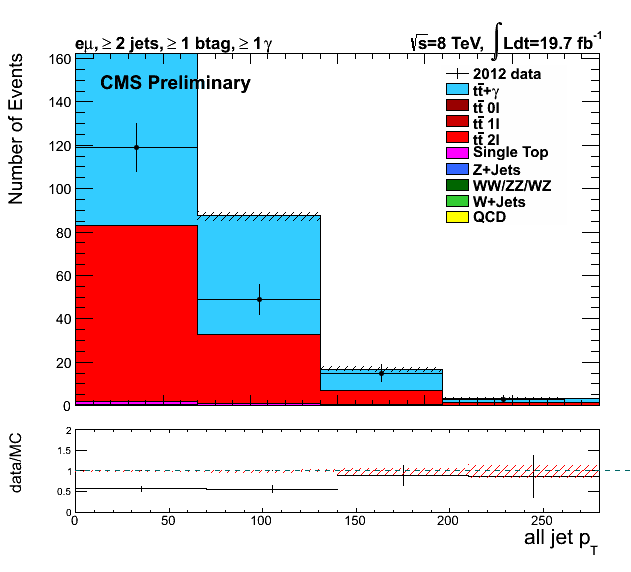 eμ, ≥ 2 jets, ≥ 1 btag, ≥ 1 γ
√s=8 TeV, ∫ Ldt=19.7 fb⁻¹
CMS Preliminary
Number of Events
160
140
120
100
80
60
40
20
0
2012 data
tt̄+γ
tt̄ 0l
tt̄ 1l
tt̄ 2l
Single Top
Z+Jets
WW/ZZ/WZ
W+Jets
QCD
data/MC
2
1.5
1
0.5
0
0 50 100 150 200 250
all jet p_T